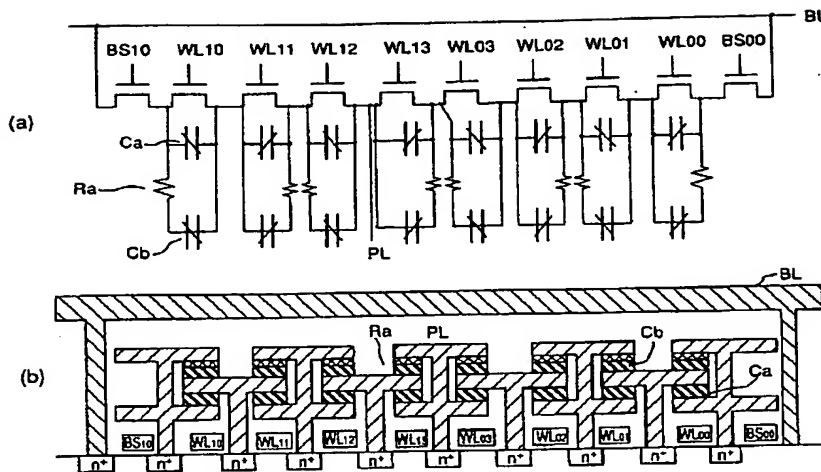 BL
BS10 WL10 WL11 WL12 WL13 WL03 WL02 WL01 WL00 BS00
(a)
Ca
Ra
Cb
PL
BL
Ra PL Cb
(b)
Ca
BS10 WL10 WL11 WL12 WL13 WL03 WL02 WL01 WL00 BS00
n+ n+ n+ n+ n+ n+ n+ n+ n+ n+ n+